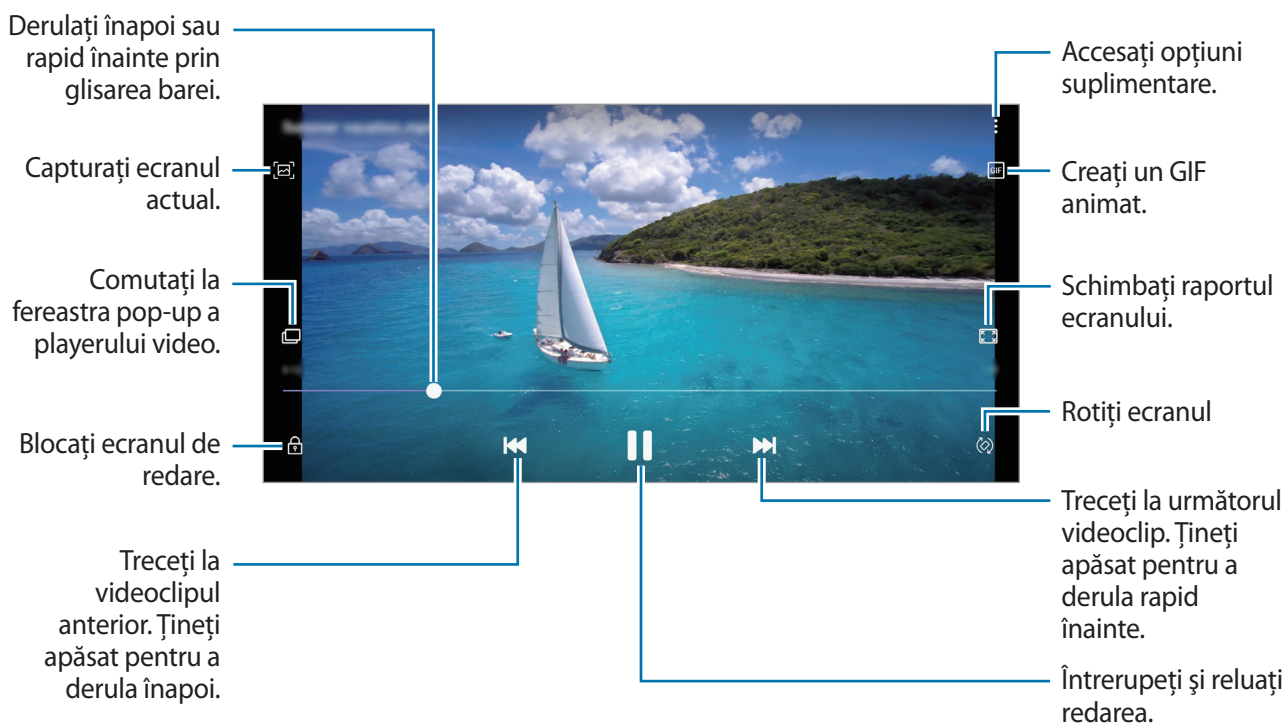 Derulați înapoi sau
rapid înainte prin
glisarea barei.
Capturați ecranul
actual.
Comutați la
fereastra pop-up a
playerului video.
Blocați ecranul de
redare.
Treceți la
videoclipul
anterior. Țineți
apăsat pentru a
derula înapoi.
Accesați opțiuni
suplimentare.
GIF
Creați un GIF
animat.
Schimbați raportul
ecranului.
Rotiți ecranul
Treceți la următorul
videoclip. Țineți
apăsat pentru a
derula rapid
înainte.
Întrerupeți şi reluați
redarea.